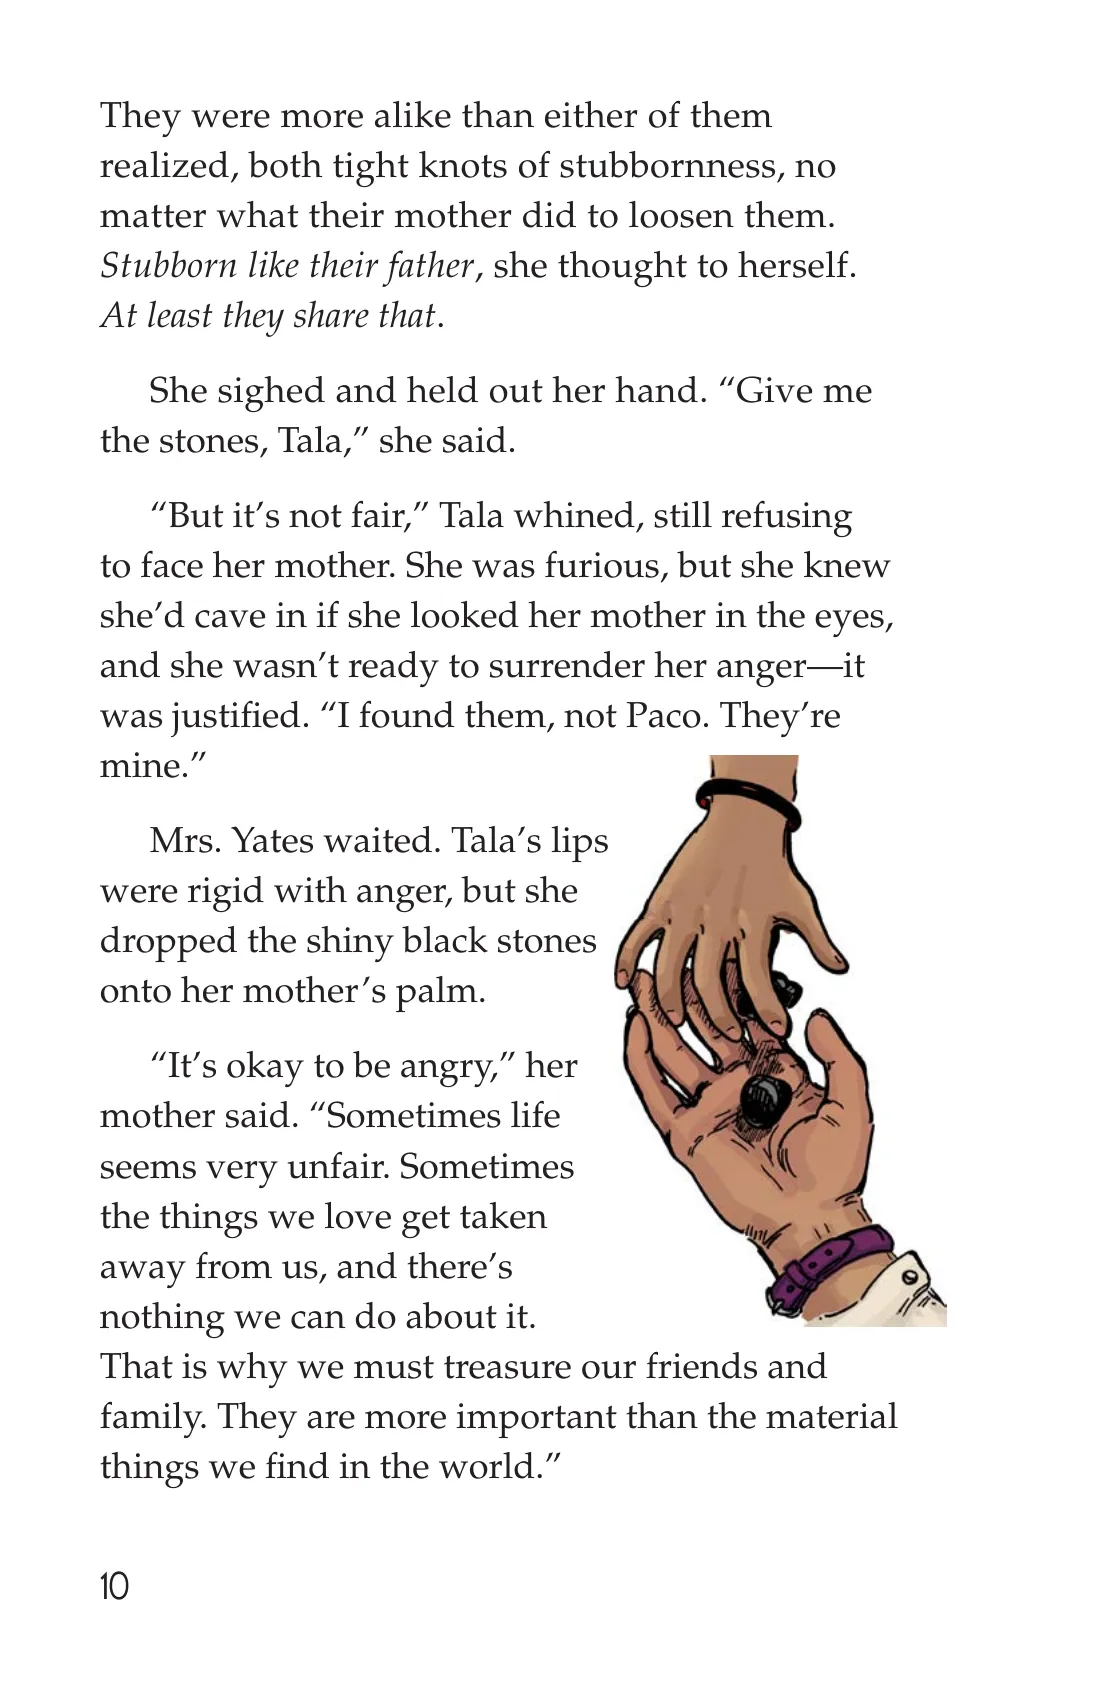 They were more alike than either of them
realized, both tight knots of stubbornness, no
matter what their mother did to loosen them.
Stubborn like their father, she thought to herself.
At least they share that.
She sighed and held out her hand. “Give me
the stones, Tala,” she said.
“But it’s not fair,” Tala whined, still refusing
to face her mother. She was furious, but she knew
she’d cave in if she looked her mother in the eyes,
and she wasn’t ready to surrender her anger—it
was justified. “I found them, not Paco. They’re
mine.”
Mrs. Yates waited. Tala’s lips
were rigid with anger, but she
dropped the shiny black stones
onto her mother’s palm.
“It’s okay to be angry,” her
mother said. “Sometimes life
seems very unfair. Sometimes
the things we love get taken
away from us, and there’s
nothing we can do about it.
That is why we must treasure our friends and
family. They are more important than the material
things we find in the world.”
10